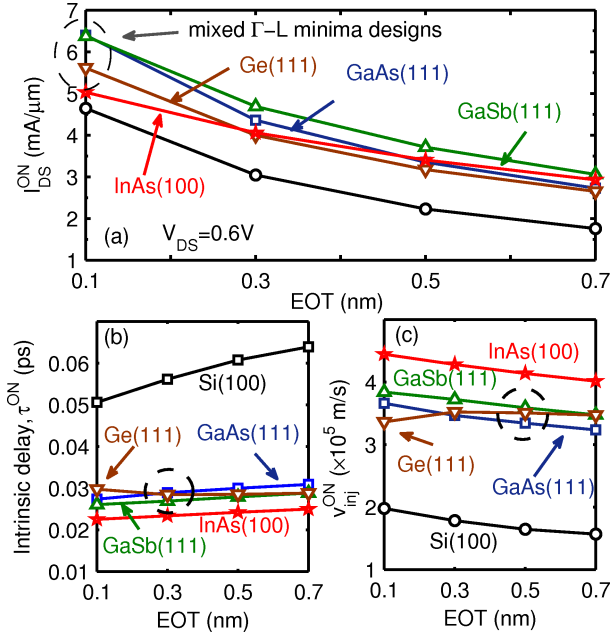 mixed Γ−L minima designs
Ge(111)
GaAs(111)
GaSb(111)
InAs(100)
(a)
V_DS=0.6V
I_DS^ON (mA/μm)
7
6
5
4
3
2
1
0.1
0.3
0.5
0.7
EOT (nm)
(b)
Intrinsic delay, τ^ON (ps)
0.06
0.05
0.04
0.03
0.02
0.01
Si(100)
Ge(111)
GaAs(111)
InAs(100)
GaSb(111)
0.1
0.3
0.5
0.7
EOT (nm)
(c)
v_inj^ON (×10^5 m/s)
4
3
2
1
InAs(100)
GaSb(111)
Ge(111)
GaAs(111)
Si(100)
0.1
0.3
0.5
0.7
EOT (nm)